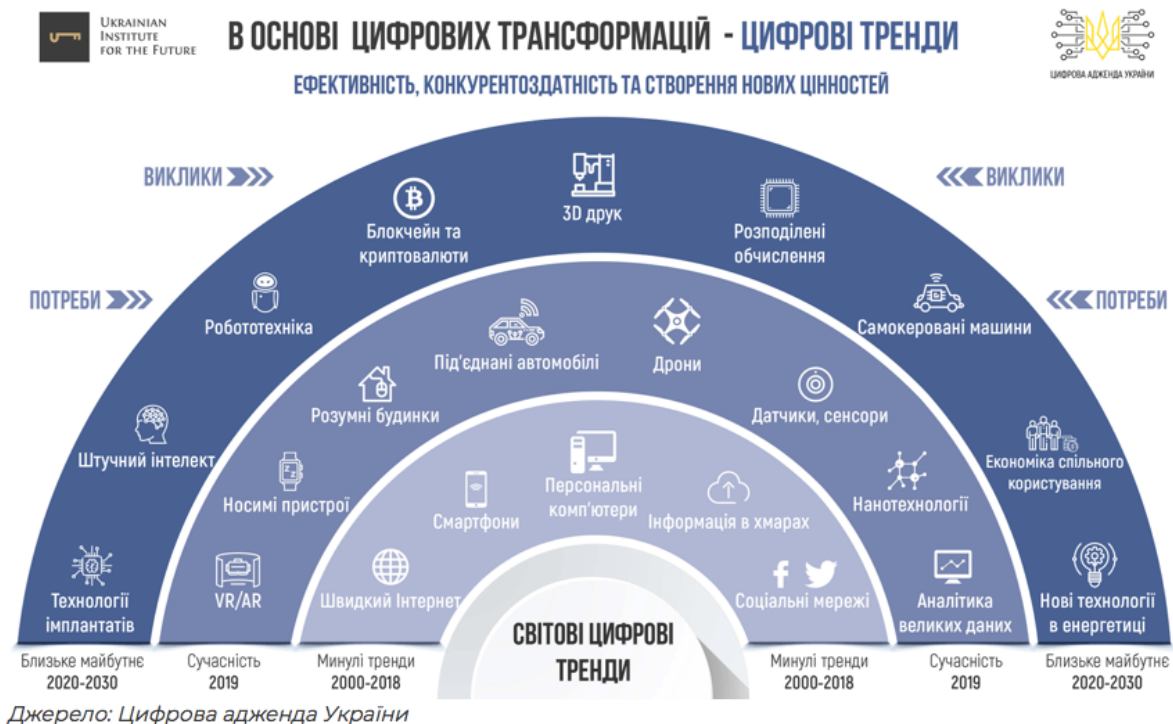 UKRAINIAN
INSTITUTE
FOR THE FUTURE
В ОСНОВІ ЦИФРОВИХ ТРАНСФОРМАЦІЙ - ЦИФРОВІ ТРЕНДИ
ЕФЕКТИВНІСТЬ, КОНКУРЕНТОЗДАТНІСТЬ ТА СТВОРЕННЯ НОВИХ ЦІННОСТЕЙ
ЦИФРОВА АДЖЕНДА УКРАЇНИ
ВИКЛИКИ
ВИКЛИКИ
ПОТРЕБИ
ПОТРЕБИ
Технології
імплантатів
Штучний інтелект
Робототехніка
Блокчейн та
криптовалюти
3D друк
Розподілені
обчислення
Самокеровані машини
Економіка спільного
користування
Нові технології
в енергетиці
VR/AR
Носимі пристрої
Розумні будинки
Під'єднані автомобілі
Дрони
Датчики, сенсори
Нанотехнології
Аналітика
великих даних
Швидкий Інтернет
Смартфони
Персональні
комп'ютери
Інформація в хмарах
Соціальні мережі
СВІТОВІ ЦИФРОВІ
ТРЕНДИ
Близьке майбутнє
2020-2030
Сучасність
2019
Минулі тренди
2000-2018
Минулі тренди
2000-2018
Сучасність
2019
Близьке майбутнє
2020-2030
Джерело: Цифрова адженда України